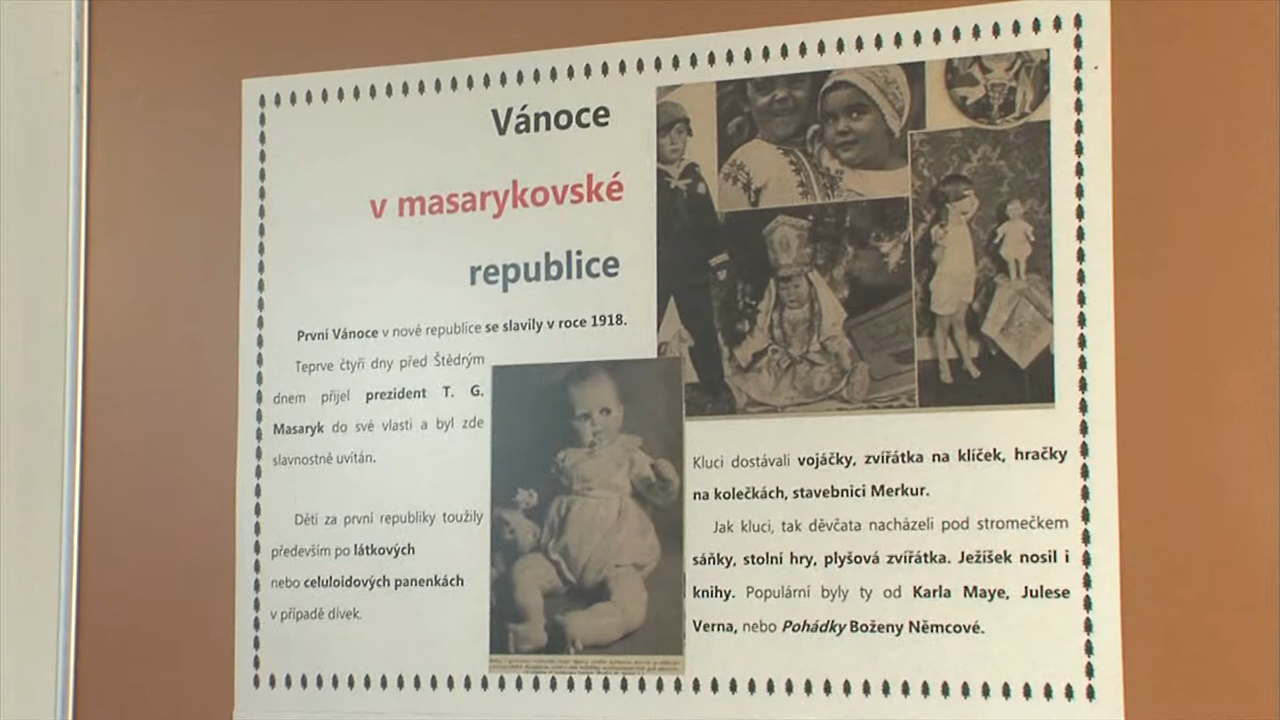 Vánoce
v masarykovské
republice
První Vánoce v nové republice se slavily v roce 1918.
Teprve čtyři dny před Štědrým
dnem přijel prezident T. G.
Masaryk do své vlasti a byl zde
slavnostně uvítán.
Děti za první republiky toužily
především po látkových
nebo celuloidových panenkách
v případě dívek.
Kluci dostávali vojáčky, zvířátka na klíček, hračky
na kolečkách, stavebnici Merkur.
Jak kluci, tak děvčata nacházeli pod stromečkem
sáňky, stolní hry, plyšová zvířátka. Ježíšek nosil i
knihy. Populární byly ty od Karla Maye, Julese
Verna, nebo Pohádky Boženy Němcové.